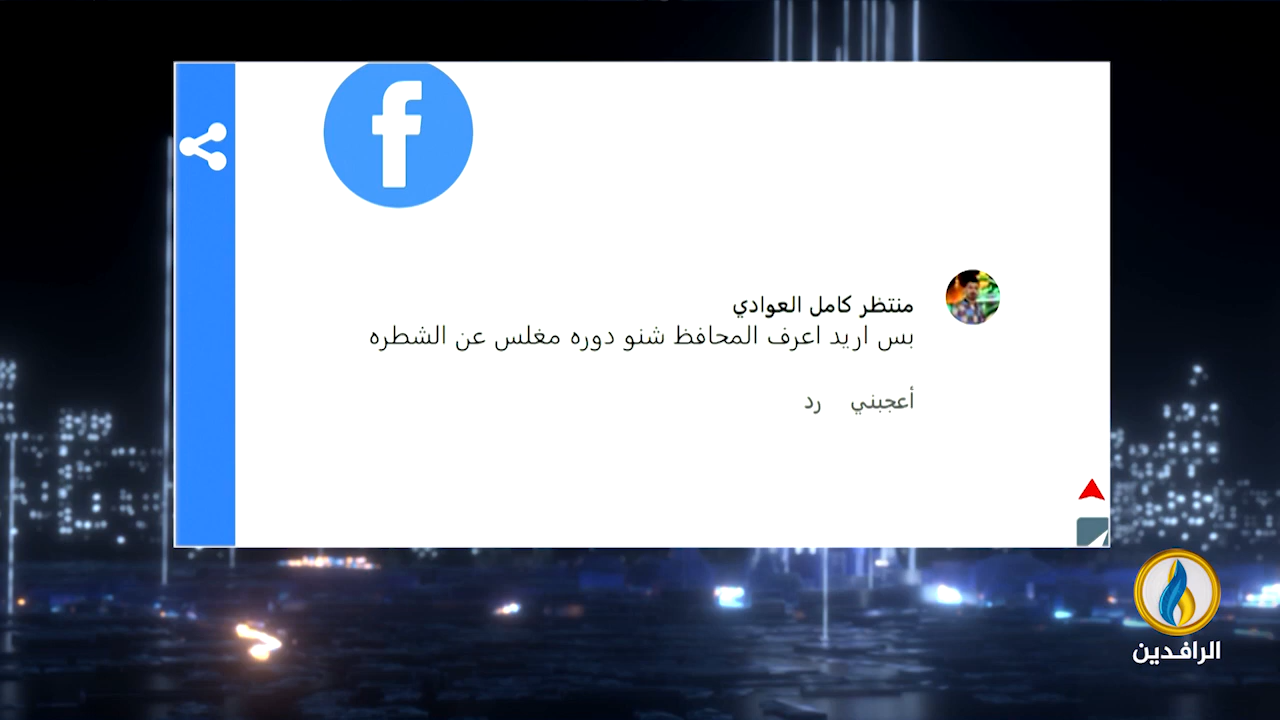 منتظر كامل العوادي
بس اريد اعرف المحافظ شنو دوره مغلس عن الشطره
أعجبني رد
الرافدين